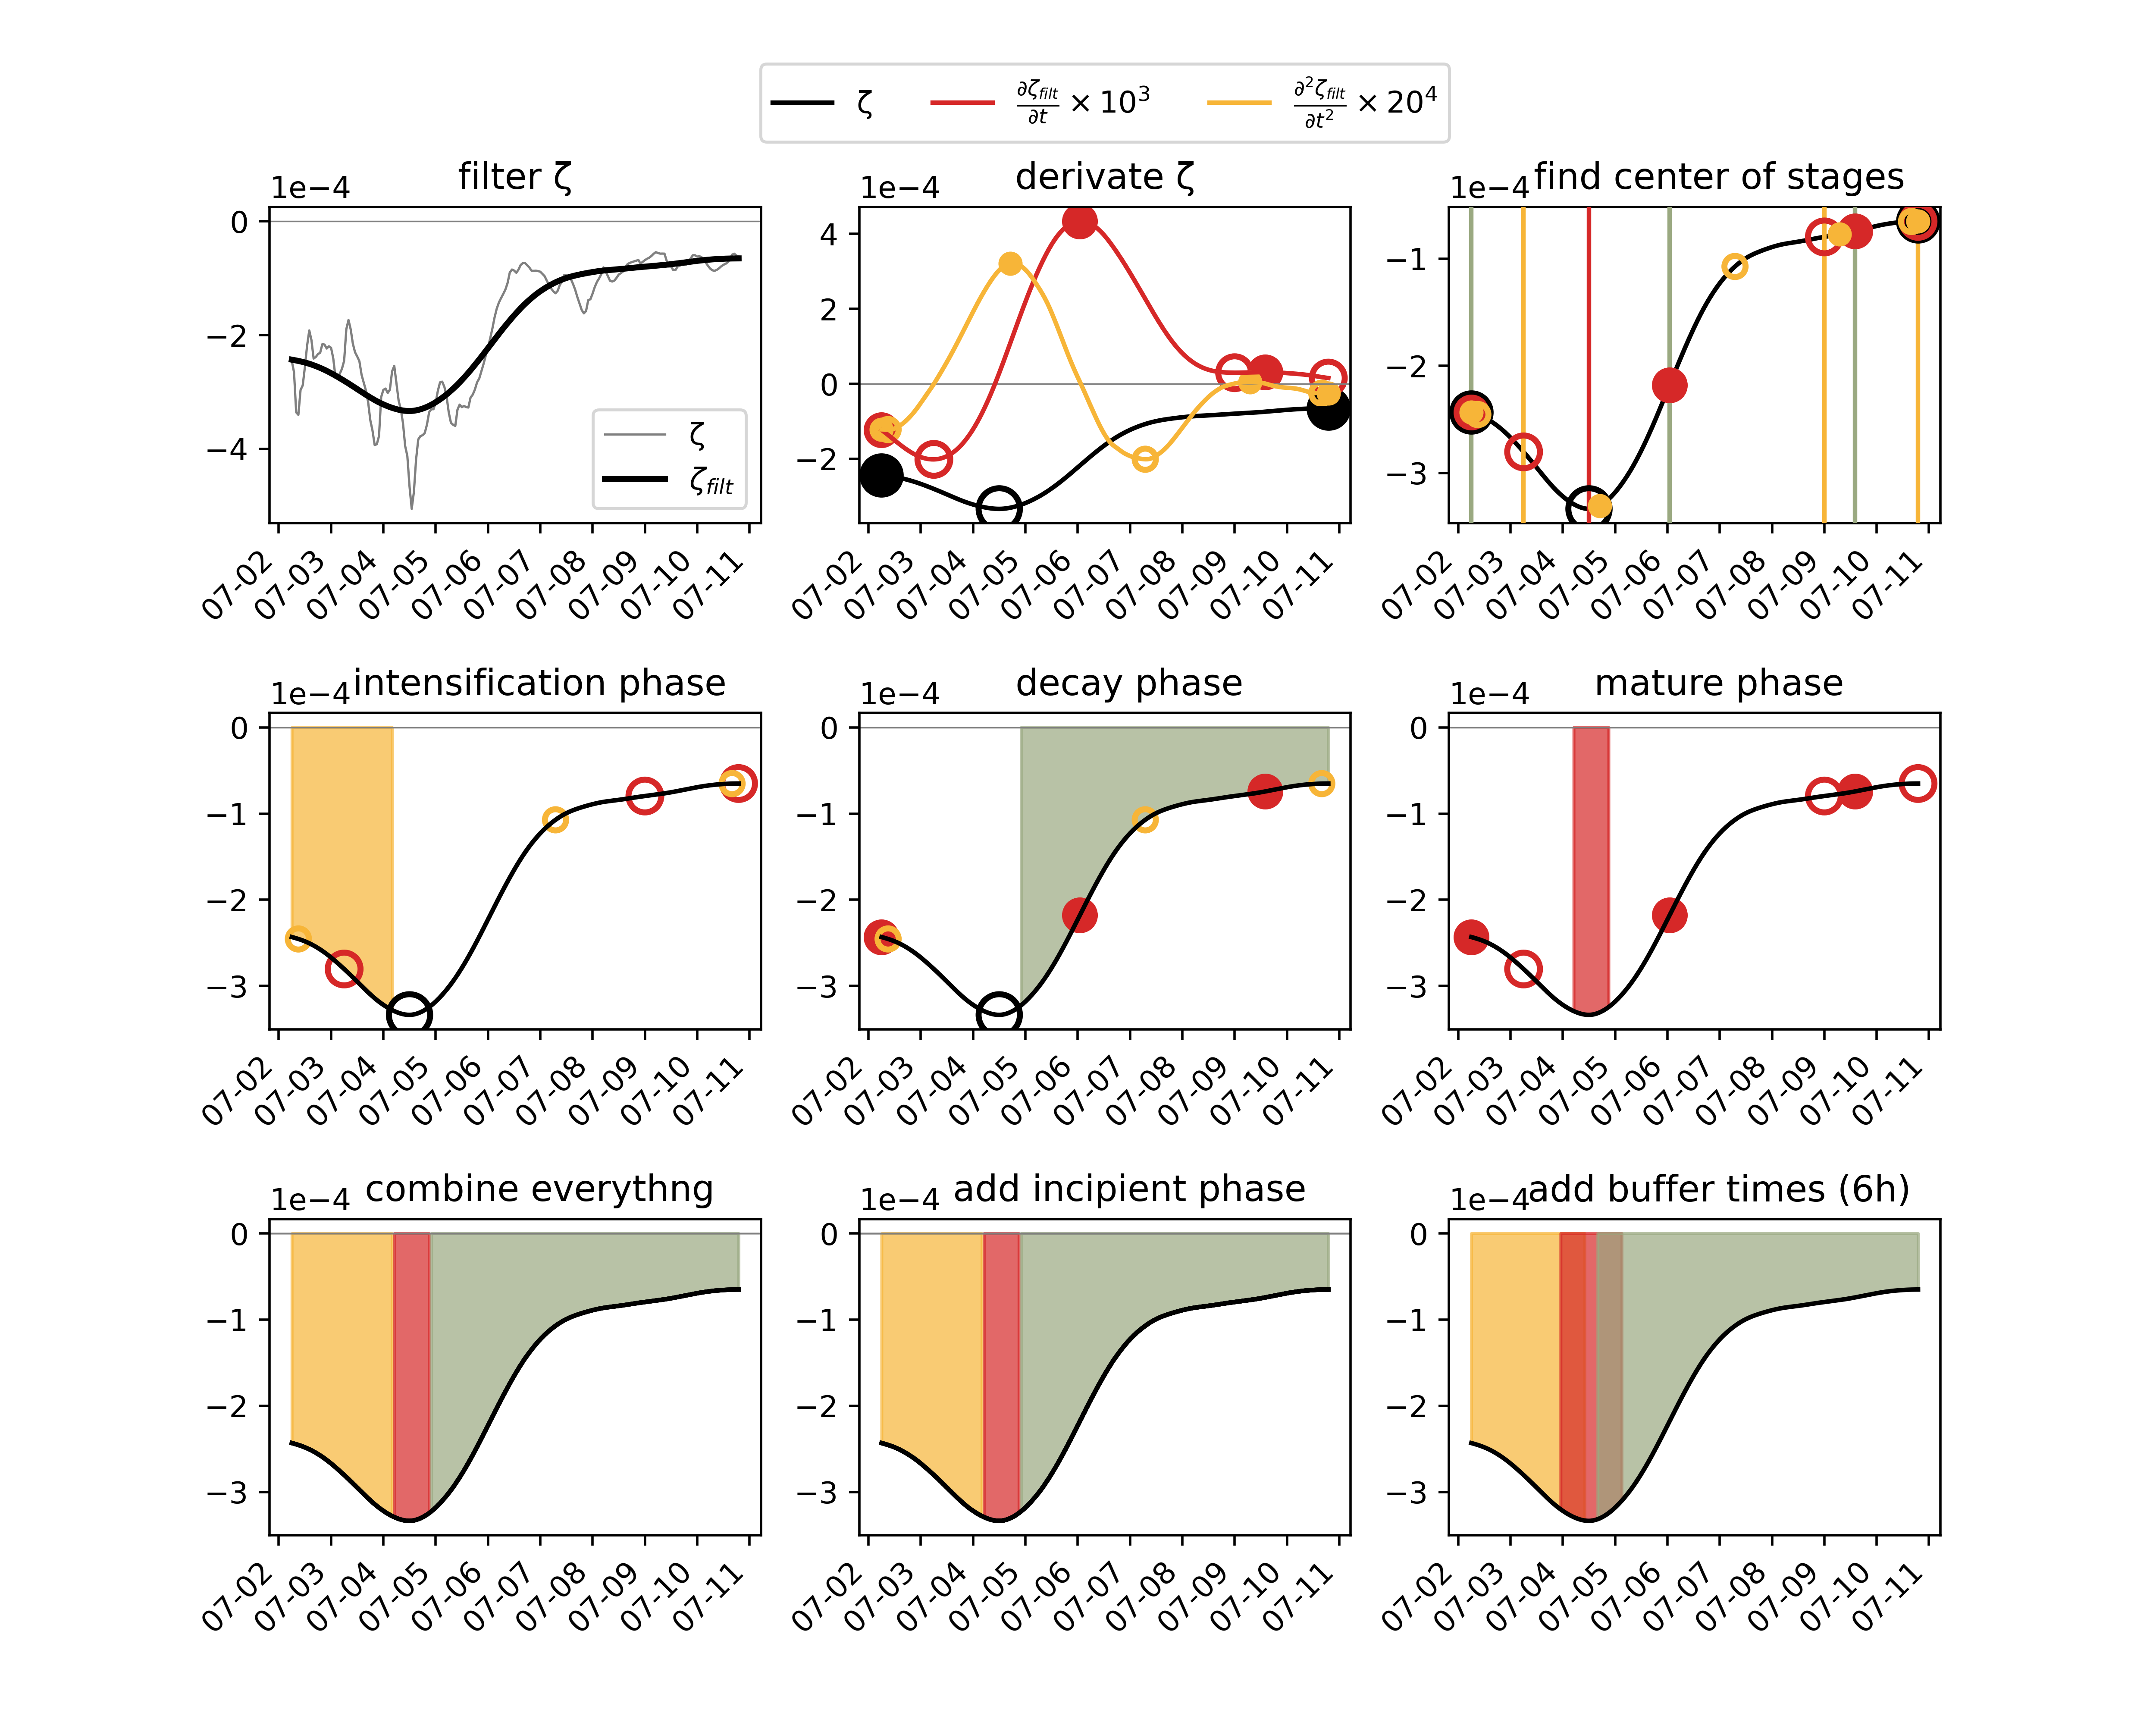 ζ ∂ζfilt/∂t × 10³ ∂²ζfilt/∂t² × 20⁴
filter ζ
1e−4
0
−2
−4
ζ
ζfilt
07-02 07-03 07-04 07-05 07-06 07-07 07-08 07-09 07-10 07-11
derivate ζ
1e−4
4
2
0
−2
07-02 07-03 07-04 07-05 07-06 07-07 07-08 07-09 07-10 07-11
find center of stages
1e−4
−1
−2
−3
07-02 07-03 07-04 07-05 07-06 07-07 07-08 07-09 07-10 07-11
intensification phase
1e−4
0
−1
−2
−3
07-02 07-03 07-04 07-05 07-06 07-07 07-08 07-09 07-10 07-11
decay phase
1e−4
0
−1
−2
−3
07-02 07-03 07-04 07-05 07-06 07-07 07-08 07-09 07-10 07-11
mature phase
1e−4
0
−1
−2
−3
07-02 07-03 07-04 07-05 07-06 07-07 07-08 07-09 07-10 07-11
combine everythng
1e−4
0
−1
−2
−3
07-02 07-03 07-04 07-05 07-06 07-07 07-08 07-09 07-10 07-11
add incipient phase
1e−4
0
−1
−2
−3
07-02 07-03 07-04 07-05 07-06 07-07 07-08 07-09 07-10 07-11
add buffer times (6h)
1e−4
0
−1
−2
−3
07-02 07-03 07-04 07-05 07-06 07-07 07-08 07-09 07-10 07-11